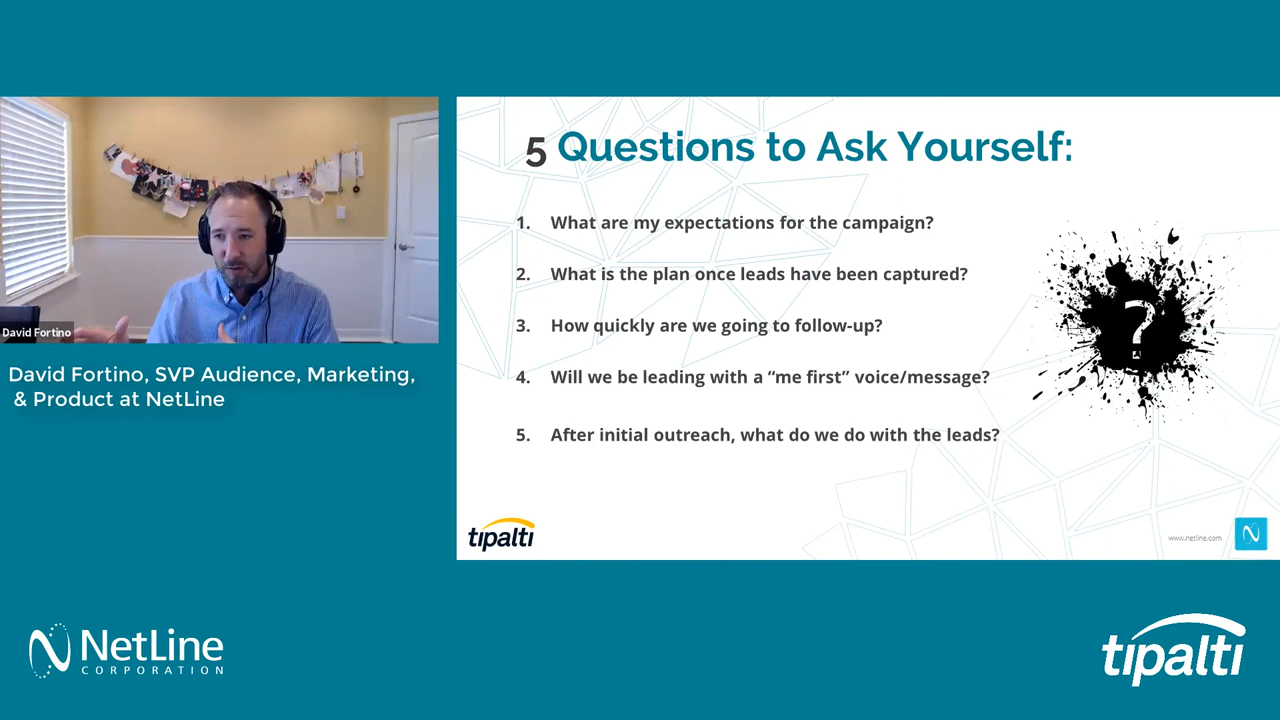 David Fortino
David Fortino, SVP Audience, Marketing,
& Product at NetLine
5 Questions to Ask Yourself:
1. What are my expectations for the campaign?
2. What is the plan once leads have been captured?
3. How quickly are we going to follow-up?
4. Will we be leading with a “me first” voice/message?
5. After initial outreach, what do we do with the leads?
?
tipalti
www.netline.com
NetLine
CORPORATION
tipalti